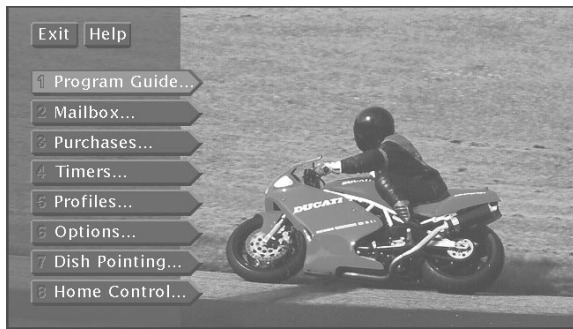 Exit Help
1 Program Guide...
2 Mailbox...
3 Purchases...
4 Timers...
5 Profiles...
6 Options...
7 Dish Pointing...
8 Home Control...
DUCATI
DUCATI